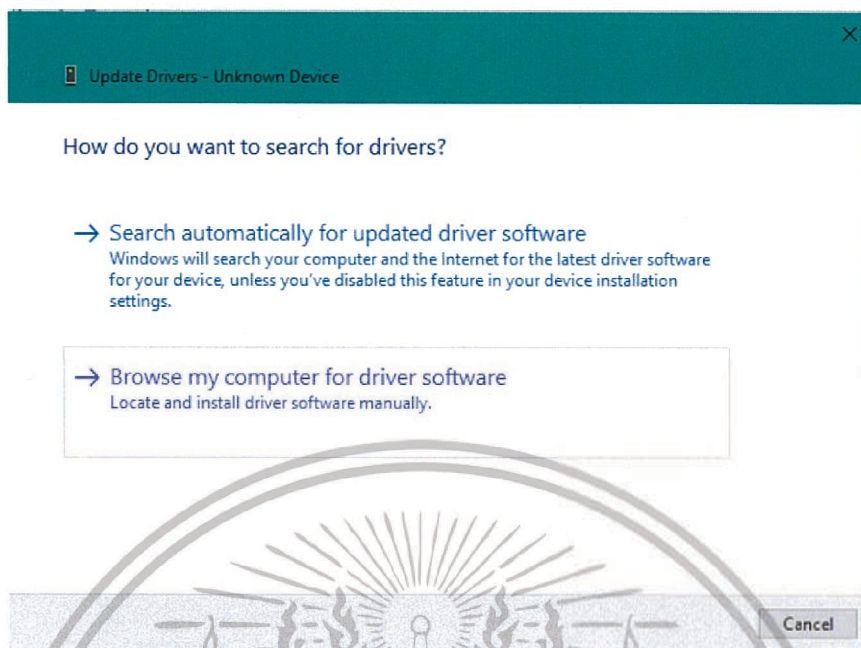 Update Drivers - Unknown Device
How do you want to search for drivers?
Search automatically for updated driver software
Windows will search your computer and the Internet for the latest driver software
for your device, unless you've disabled this feature in your device installation
settings.
Browse my computer for driver software
Locate and install driver software manually.
Cancel